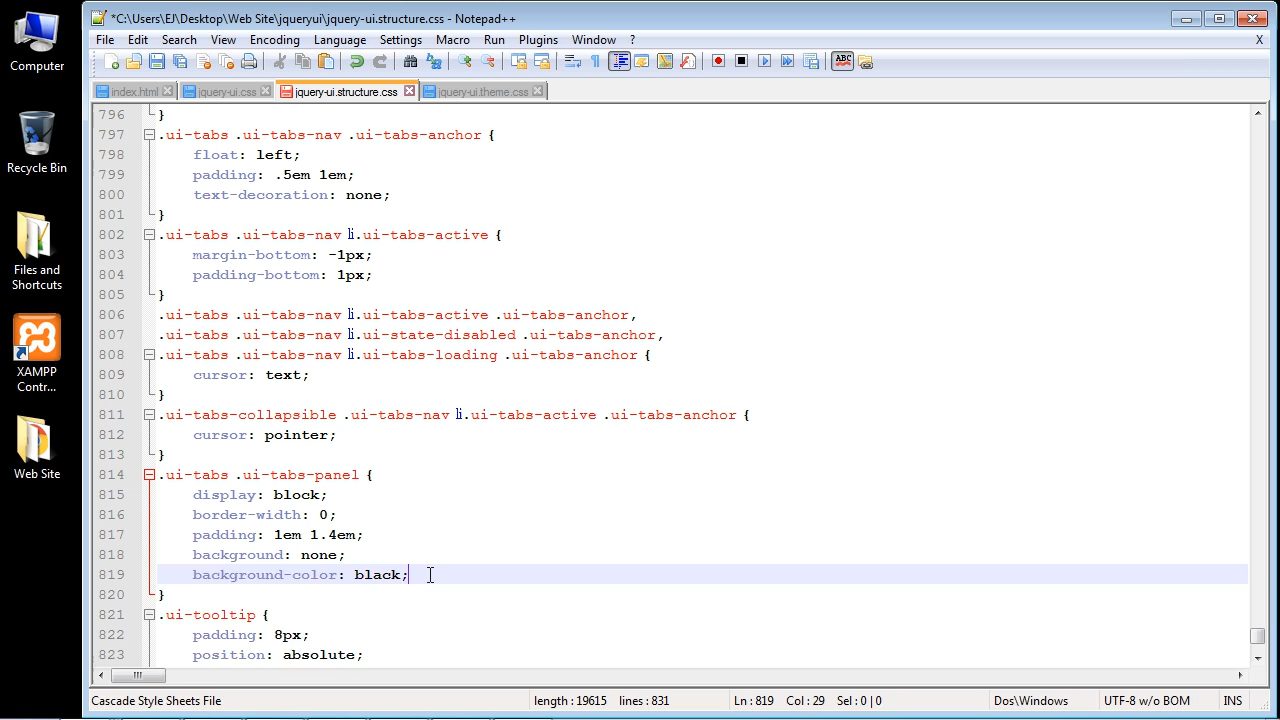 *C:\Users\EJ\Desktop\Web Site\jqueryui\jquery-ui.structure.css - Notepad++
Computer
Recycle Bin
Files and
Shortcuts
XAMPP
Contr...
Web Site
File Edit Search View Encoding Language Settings Macro Run Plugins Window ? X
ABC
index.html jquery-ui.css jquery-ui.structure.css jquery-ui.theme.css
796 }
797 .ui-tabs .ui-tabs-nav .ui-tabs-anchor {
798 float: left;
799 padding: .5em 1em;
800 text-decoration: none;
801 }
802 .ui-tabs .ui-tabs-nav li.ui-tabs-active {
803 margin-bottom: -1px;
804 padding-bottom: 1px;
805 }
806 .ui-tabs .ui-tabs-nav li.ui-tabs-active .ui-tabs-anchor,
807 .ui-tabs .ui-tabs-nav li.ui-state-disabled .ui-tabs-anchor,
808 .ui-tabs .ui-tabs-nav li.ui-tabs-loading .ui-tabs-anchor {
809 cursor: text;
810 }
811 .ui-tabs-collapsible .ui-tabs-nav li.ui-tabs-active .ui-tabs-anchor {
812 cursor: pointer;
813 }
814 .ui-tabs .ui-tabs-panel {
815 display: block;
816 border-width: 0;
817 padding: 1em 1.4em;
818 background: none;
819 background-color: black;
820 }
821 .ui-tooltip {
822 padding: 8px;
823 position: absolute;
Cascade Style Sheets File length : 19615 lines : 831 Ln : 819 Col : 29 Sel : 0 | 0 Dos\Windows UTF-8 w/o BOM INS